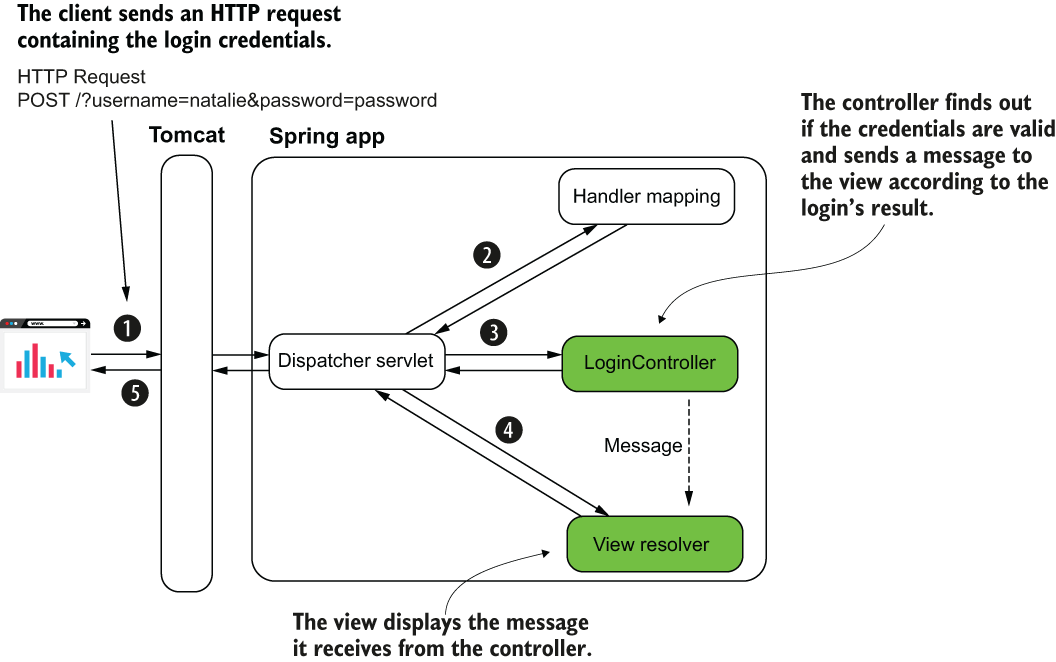 The client sends an HTTP request
containing the login credentials.
HTTP Request
POST /?username=natalie&password=password
Tomcat
Spring app
The controller finds out
if the credentials are valid
and sends a message to
the view according to the
login's result.
Handler mapping
2
www.
1
3
Dispatcher servlet
LoginController
5
4
Message
View resolver
The view displays the message
it receives from the controller.